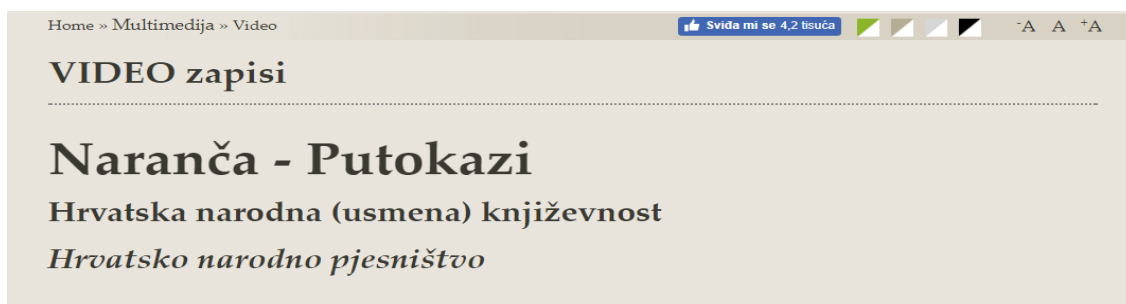 Home » Multimedija » Video
Sviđa mi se 4,2 tisuća
-A A +A
VIDEO zapisi
Naranča - Putokazi
Hrvatska narodna (usmena) književnost
Hrvatsko narodno pjesništvo